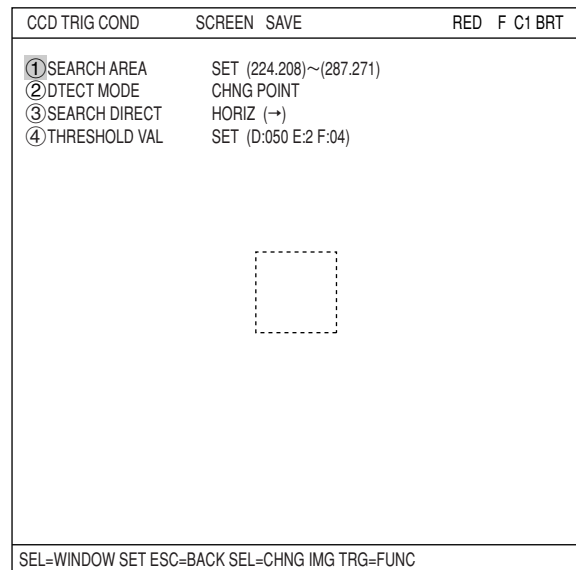 CCD TRIG COND SCREEN SAVE RED F C1 BRT
①SEARCH AREA SET (224.208)~(287.271)
②DTECT MODE CHNG POINT
③SEARCH DIRECT HORIZ (→)
④THRESHOLD VAL SET (D:050 E:2 F:04)
SEL=WINDOW SET ESC=BACK SEL=CHNG IMG TRG=FUNC